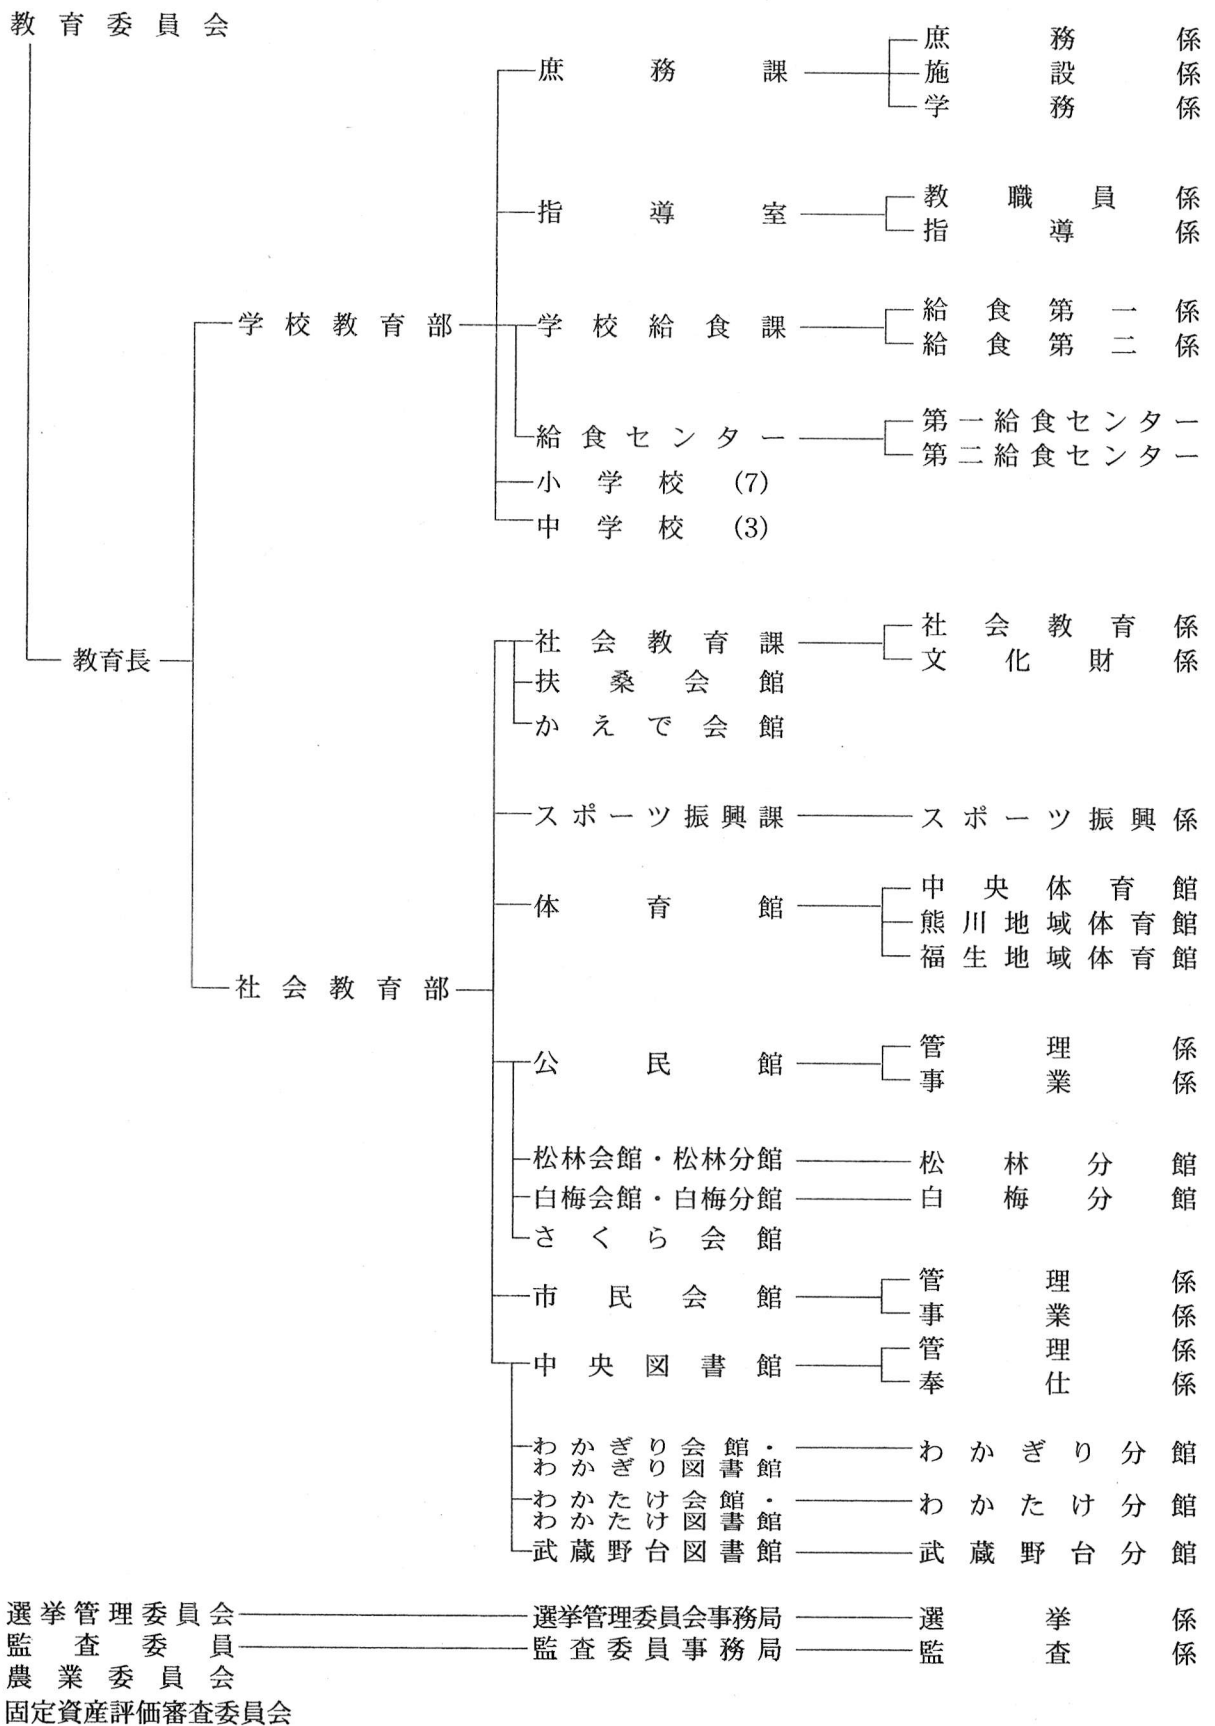 教育委員会
庶務課
庶務係
施設係
学務係
指導室
教職員係
指導係
学校教育部
学校給食課
給食第一係
給食第二係
給食センター
第一給食センター
第二給食センター
小学校 (7)
中学校 (3)
教育長
社会教育課
社会教育係
文化財係
扶桑会館
かえで会館
スポーツ振興課
スポーツ振興係
体育館
中央体育館
熊川地域体育館
福生地域体育館
社会教育部
公民館
管理係
事業係
松林会館・松林分館
松林分館
白梅会館・白梅分館
白梅分館
さくら会館
市民会館
管理係
事業係
中央図書館
管理係
奉仕係
わかぎり会館・
わかぎり図書館
わかぎり分館
わかたけ会館・
わかたけ図書館
わかたけ分館
武蔵野台図書館
武蔵野台分館
選挙管理委員会
選挙管理委員会事務局
選挙係
監査委員
監査委員事務局
監査係
農業委員会
固定資産評価審査委員会